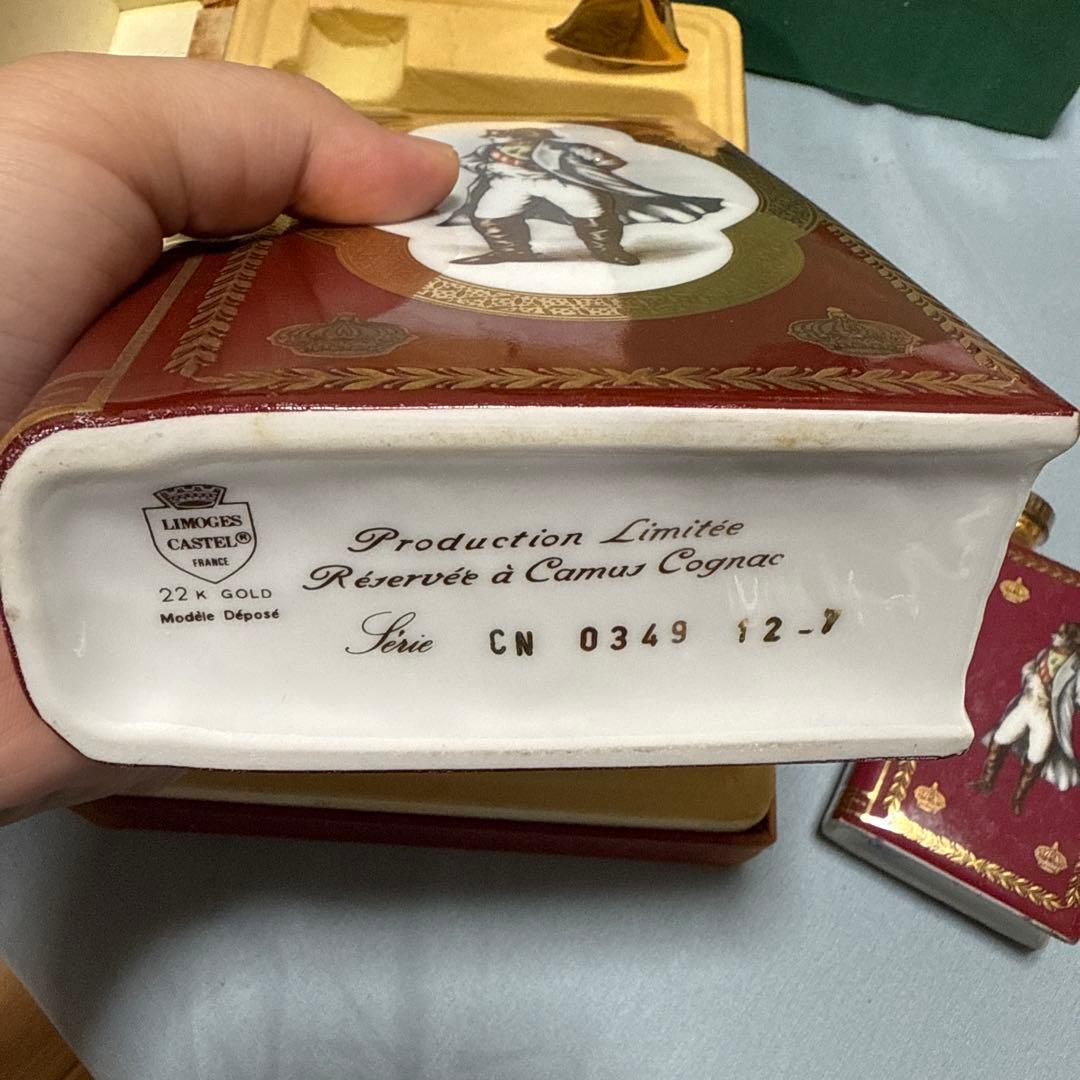 LIMOGES
CASTEL®
FRANCE
22 K GOLD
Modèle Déposé
Production Limitée
Réservée à Camus Cognac
Série CN 0349 12-7